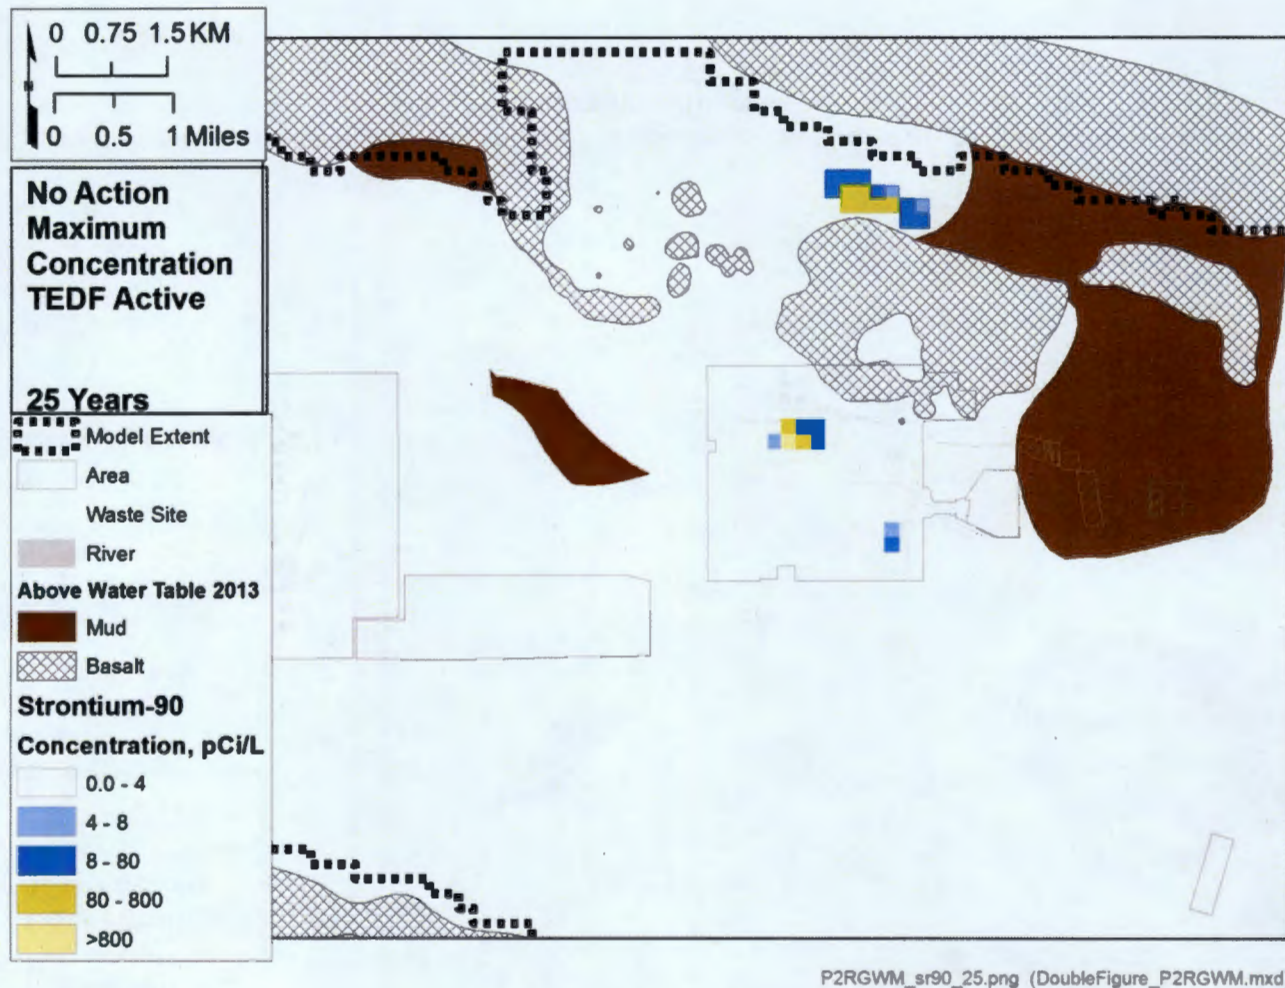 0 0.75 1.5 KM
0 0.5 1 Miles
No Action
Maximum
Concentration
TEDF Active
25 Years
Model Extent
Area
Waste Site
River
Above Water Table 2013
Mud
Basalt
Strontium-90
Concentration, pCi/L
0.0 - 4
4 - 8
8 - 80
80 - 800
>800
P2RGWM_sr90_25.png (DoubleFigure_P2RGWM.mxd